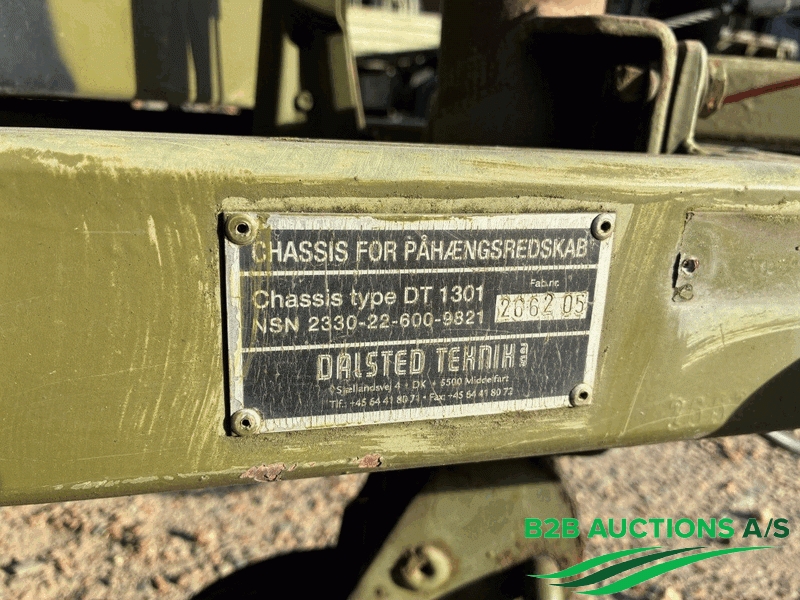 CHASSIS FOR PÅHÆNGSREDSKAB
Chassis type DT 1301
Fab.nr.
NSN 2330-22-600-9821
2062 05
DALSTED TEKNIK A/S
Sjællandsvej 4 • DK • 5500 Middelfart
Tlf.: +45 64 41 80 71 • Fax: +45 64 41 80 72
B2B AUCTIONS A/S